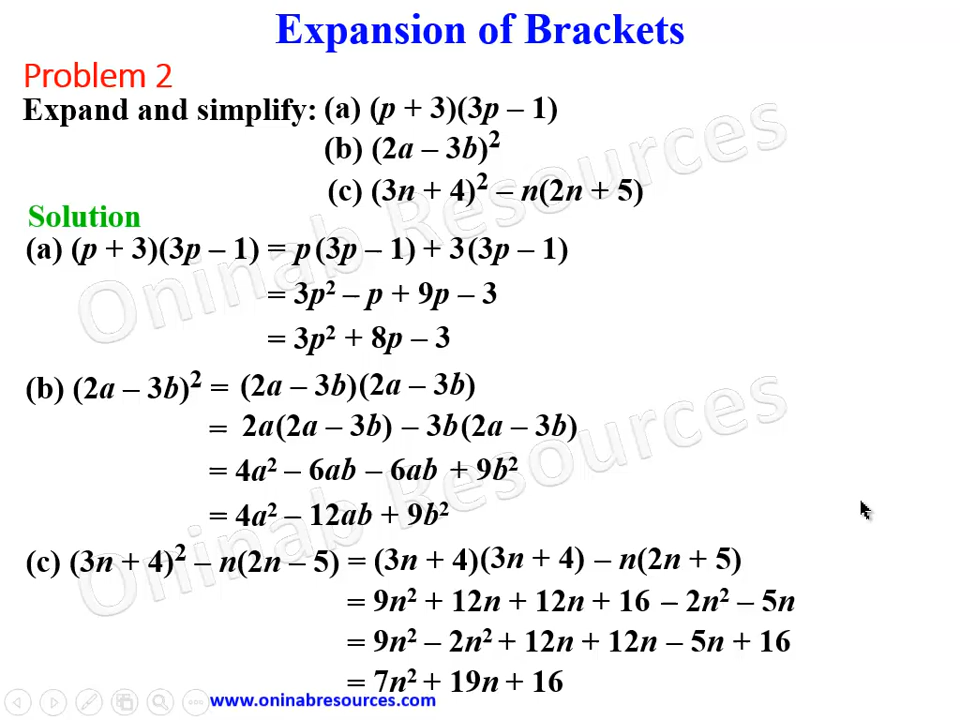 Expansion of Brackets
Problem 2
Expand and simplify: (a) (p + 3)(3p – 1)
(b) (2a – 3b)²
(c) (3n + 4)² – n(2n + 5)
Solution
(a) (p + 3)(3p – 1) = p(3p – 1) + 3(3p – 1)
= 3p² – p + 9p – 3
= 3p² + 8p – 3
(b) (2a – 3b)² = (2a – 3b)(2a – 3b)
= 2a(2a – 3b) – 3b(2a – 3b)
= 4a² – 6ab – 6ab + 9b²
= 4a² – 12ab + 9b²
(c) (3n + 4)² – n(2n – 5) = (3n + 4)(3n + 4) – n(2n + 5)
= 9n² + 12n + 12n + 16 – 2n² – 5n
= 9n² – 2n² + 12n + 12n – 5n + 16
= 7n² + 19n + 16
www.oninabresources.com
Oninab Resources
Oninab Resources